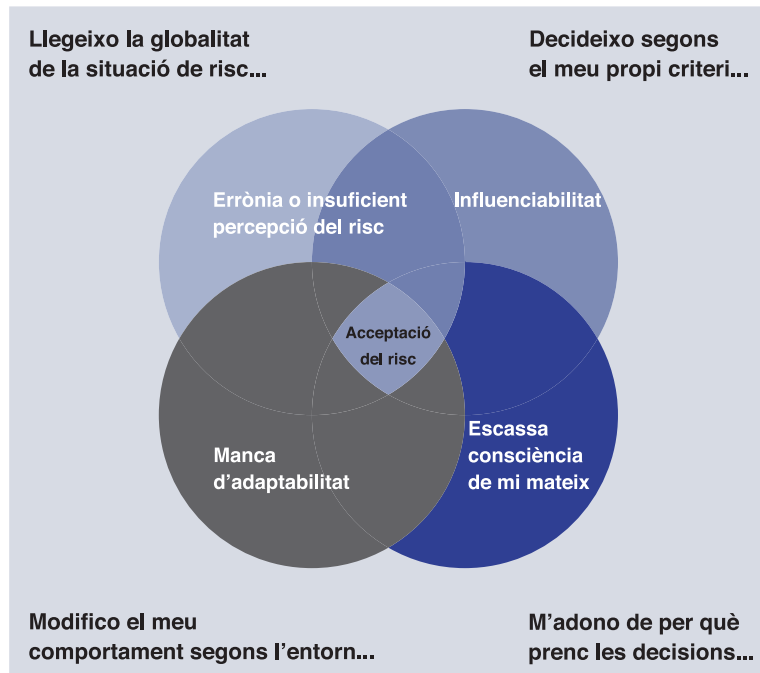 Llegeixo la globalitat
de la situació de risc...
Decideixo segons
el meu propi criteri...
Errònia o insuficient
percepció del risc
Influenciabilitat
Acceptació
del risc
Manca
d’adaptabilitat
Escassa
consciència
de mi mateix
Modifico el meu
comportament segons l’entorn...
M’adono de per què
prenc les decisions...